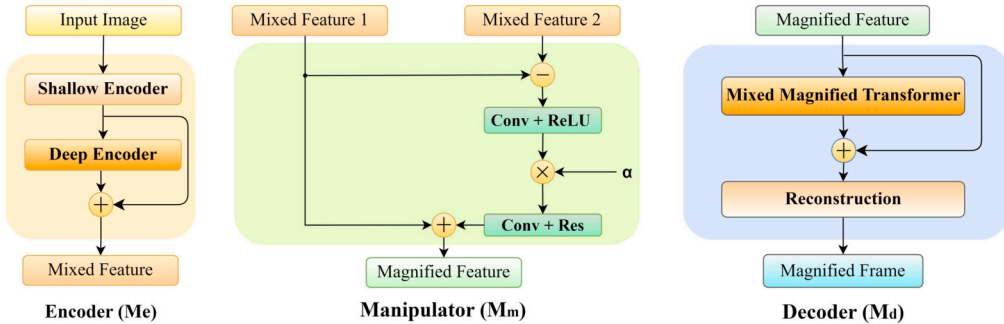 Input Image
Shallow Encoder
Deep Encoder
+
Mixed Feature
Encoder (Me)
Mixed Feature 1
Mixed Feature 2
−
Conv + ReLU
×
α
Conv + Res
+
Magnified Feature
Manipulator (Mm)
Magnified Feature
Mixed Magnified Transformer
+
Reconstruction
Magnified Frame
Decoder (Md)